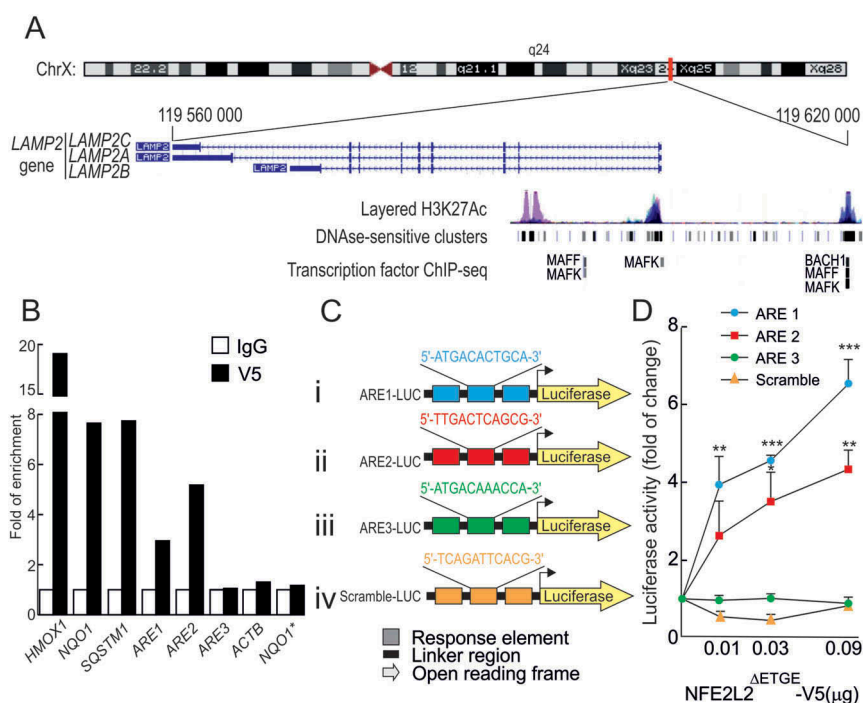 A
q24
ChrX: 22.2 12 q21.1 Xq23 24 Xq25 Xq28
119 560 000 119 620 000
LAMP2 gene
LAMP2C LAMP2
LAMP2A LAMP2
LAMP2B LAMP2
Layered H3K27Ac
DNAse-sensitive clusters
Transcription factor ChIP-seq
MAFF MAFK BACH1
MAFK MAFF
MAFK
B
Fold of enrichment
20
15
8
6
4
2
0
IgG
V5
HMOX1 NQO1 SQSTM1 ARE1 ARE2 ARE3 ACTB NQO1*
C
5'-ATGACACTGCA-3'
i ARE1-LUC Luciferase
5'-TTGACTCAGCG-3'
ii ARE2-LUC Luciferase
5'-ATGACAAACCA-3'
iii ARE3-LUC Luciferase
5'-TCAGATTCACG-3'
iv Scramble-LUC Luciferase
Response element
Linker region
Open reading frame
D
ARE 1
ARE 2
ARE 3
Scramble
Luciferase activity (fold of change)
8
6
4
2
0
** *** ***
* **
0.01 0.03 0.09
NFE2L2 ΔETGE -V5(µg)